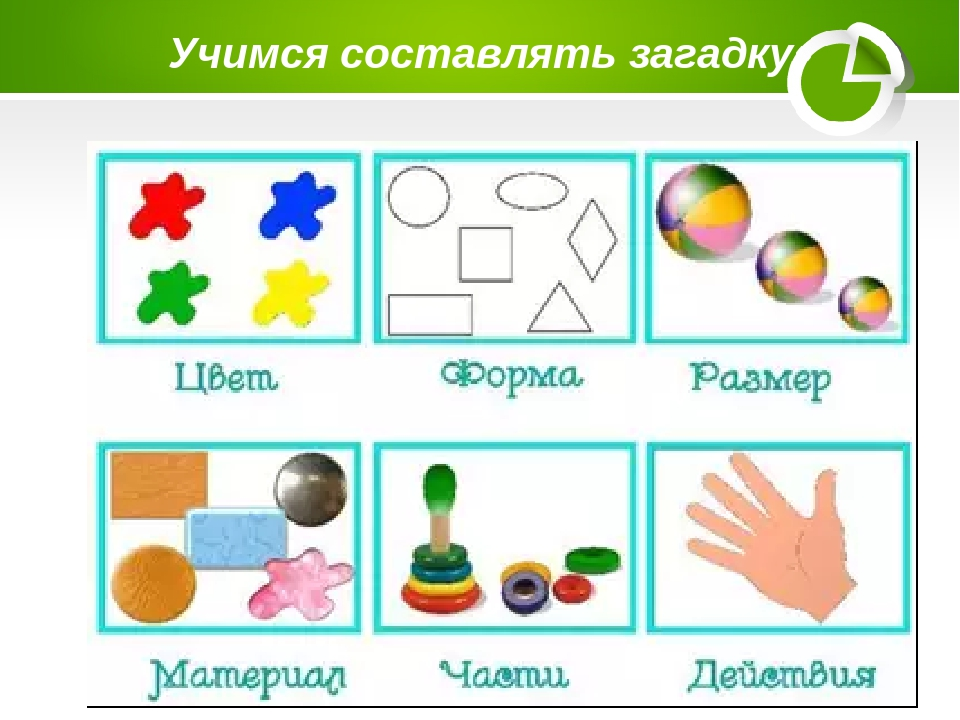 Учимся составлять загадку
Цвет Форма Размер
Материал Части Действия